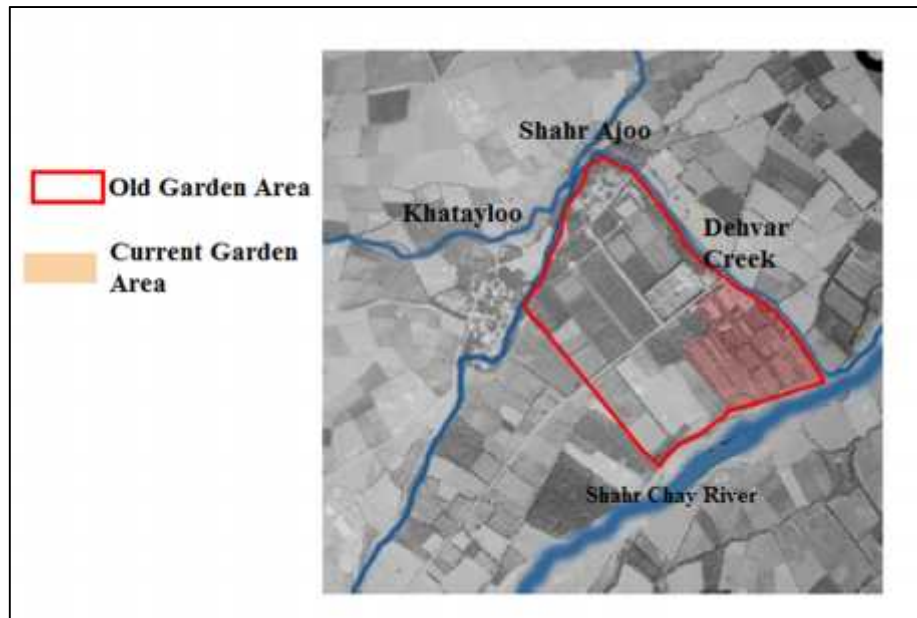 Old Garden Area
Current Garden
Area
Shahr Ajoo
Khatayloo
Dehvar
Creek
Shahr Chay River